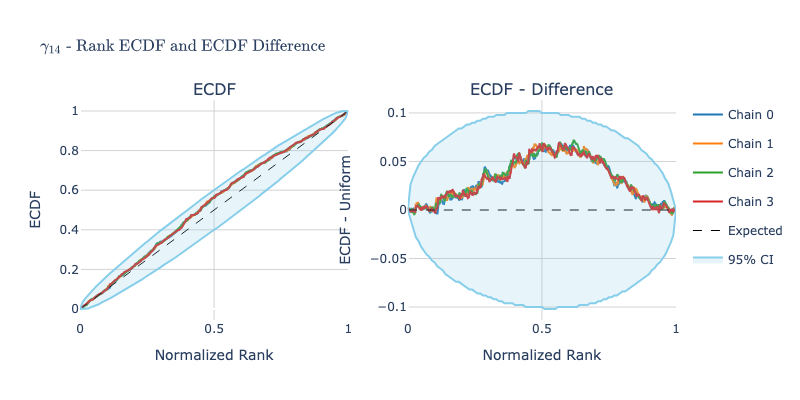 γ14 - Rank ECDF and ECDF Difference
ECDF
ECDF - Difference
ECDF
1
0.8
0.6
0.4
0.2
0
0
0.5
1
Normalized Rank
ECDF - Uniform
0.1
0.05
0
−0.05
−0.1
0
0.5
1
Normalized Rank
Chain 0
Chain 1
Chain 2
Chain 3
Expected
95% CI